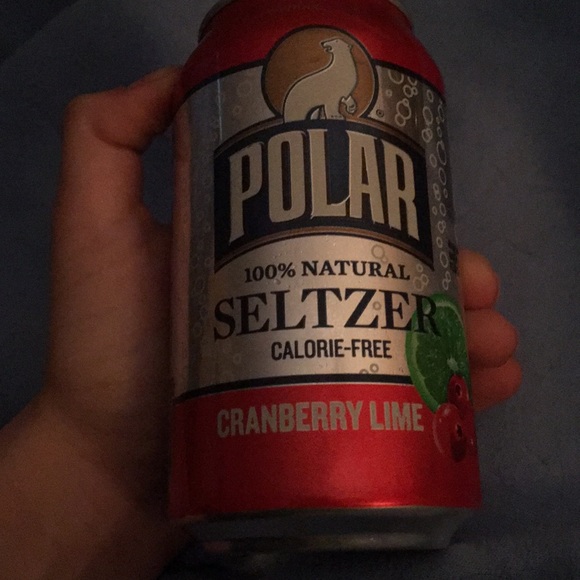 POLAR
100% NATURAL
SELTZER
CALORIE-FREE
CRANBERRY LIME